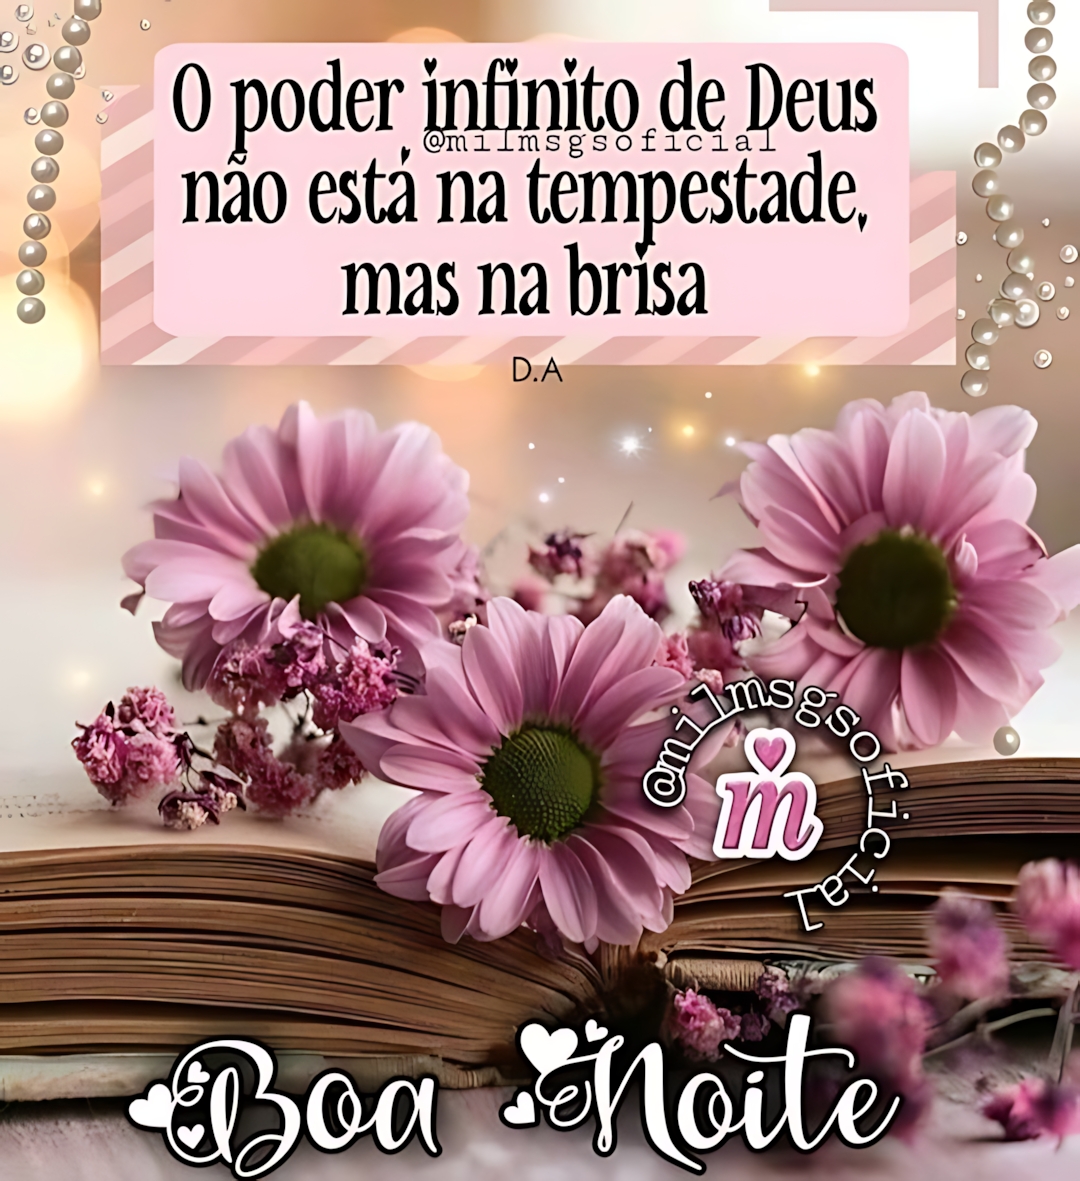 O poder infinito de Deus
@milmsgsoficial
não está na tempestade,
mas na brisa
D.A
@milmsgsoficial
m
Boa Noite